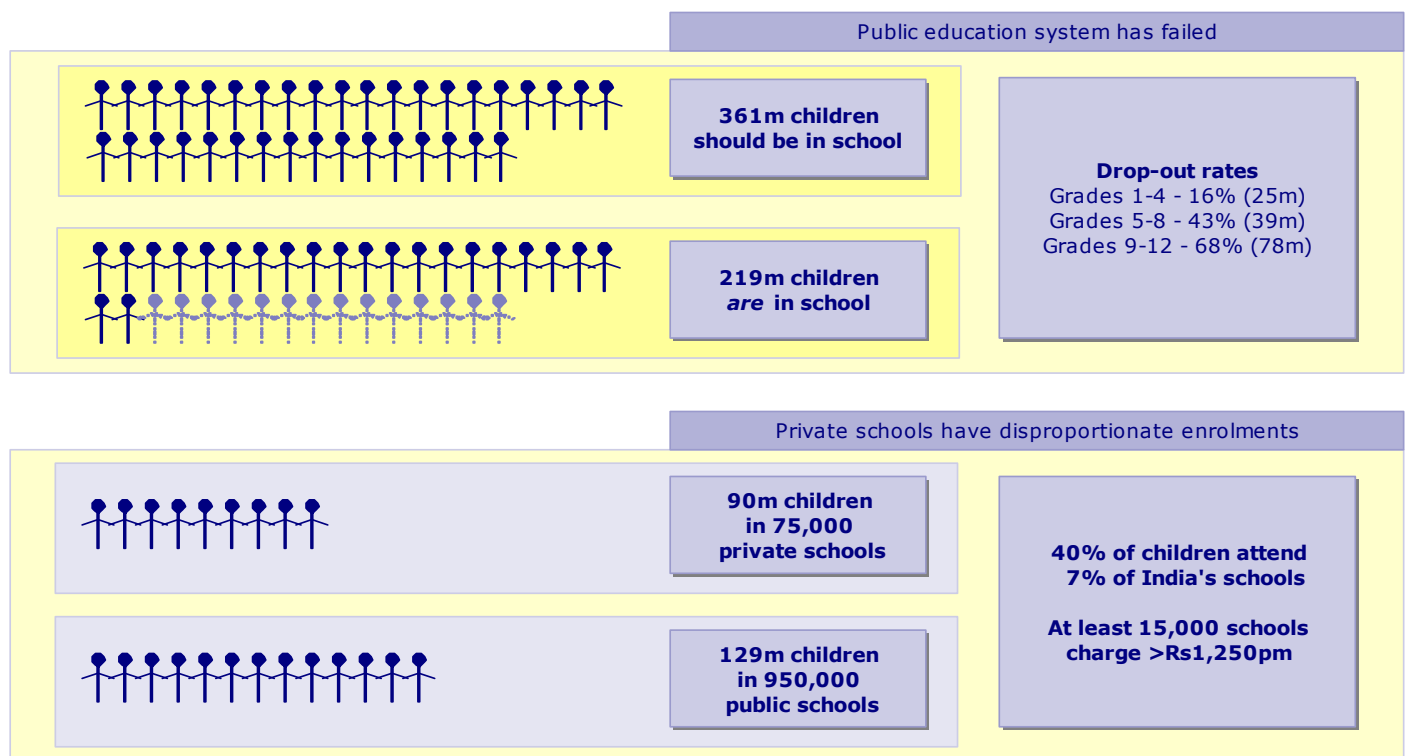 Public education system has failed
361m children
should be in school
Drop-out rates
Grades 1-4 - 16% (25m)
Grades 5-8 - 43% (39m)
Grades 9-12 - 68% (78m)
219m children
are in school
Private schools have disproportionate enrolments
90m children
in 75,000
private schools
40% of children attend
7% of India's schools
At least 15,000 schools
charge >Rs1,250pm
129m children
in 950,000
public schools